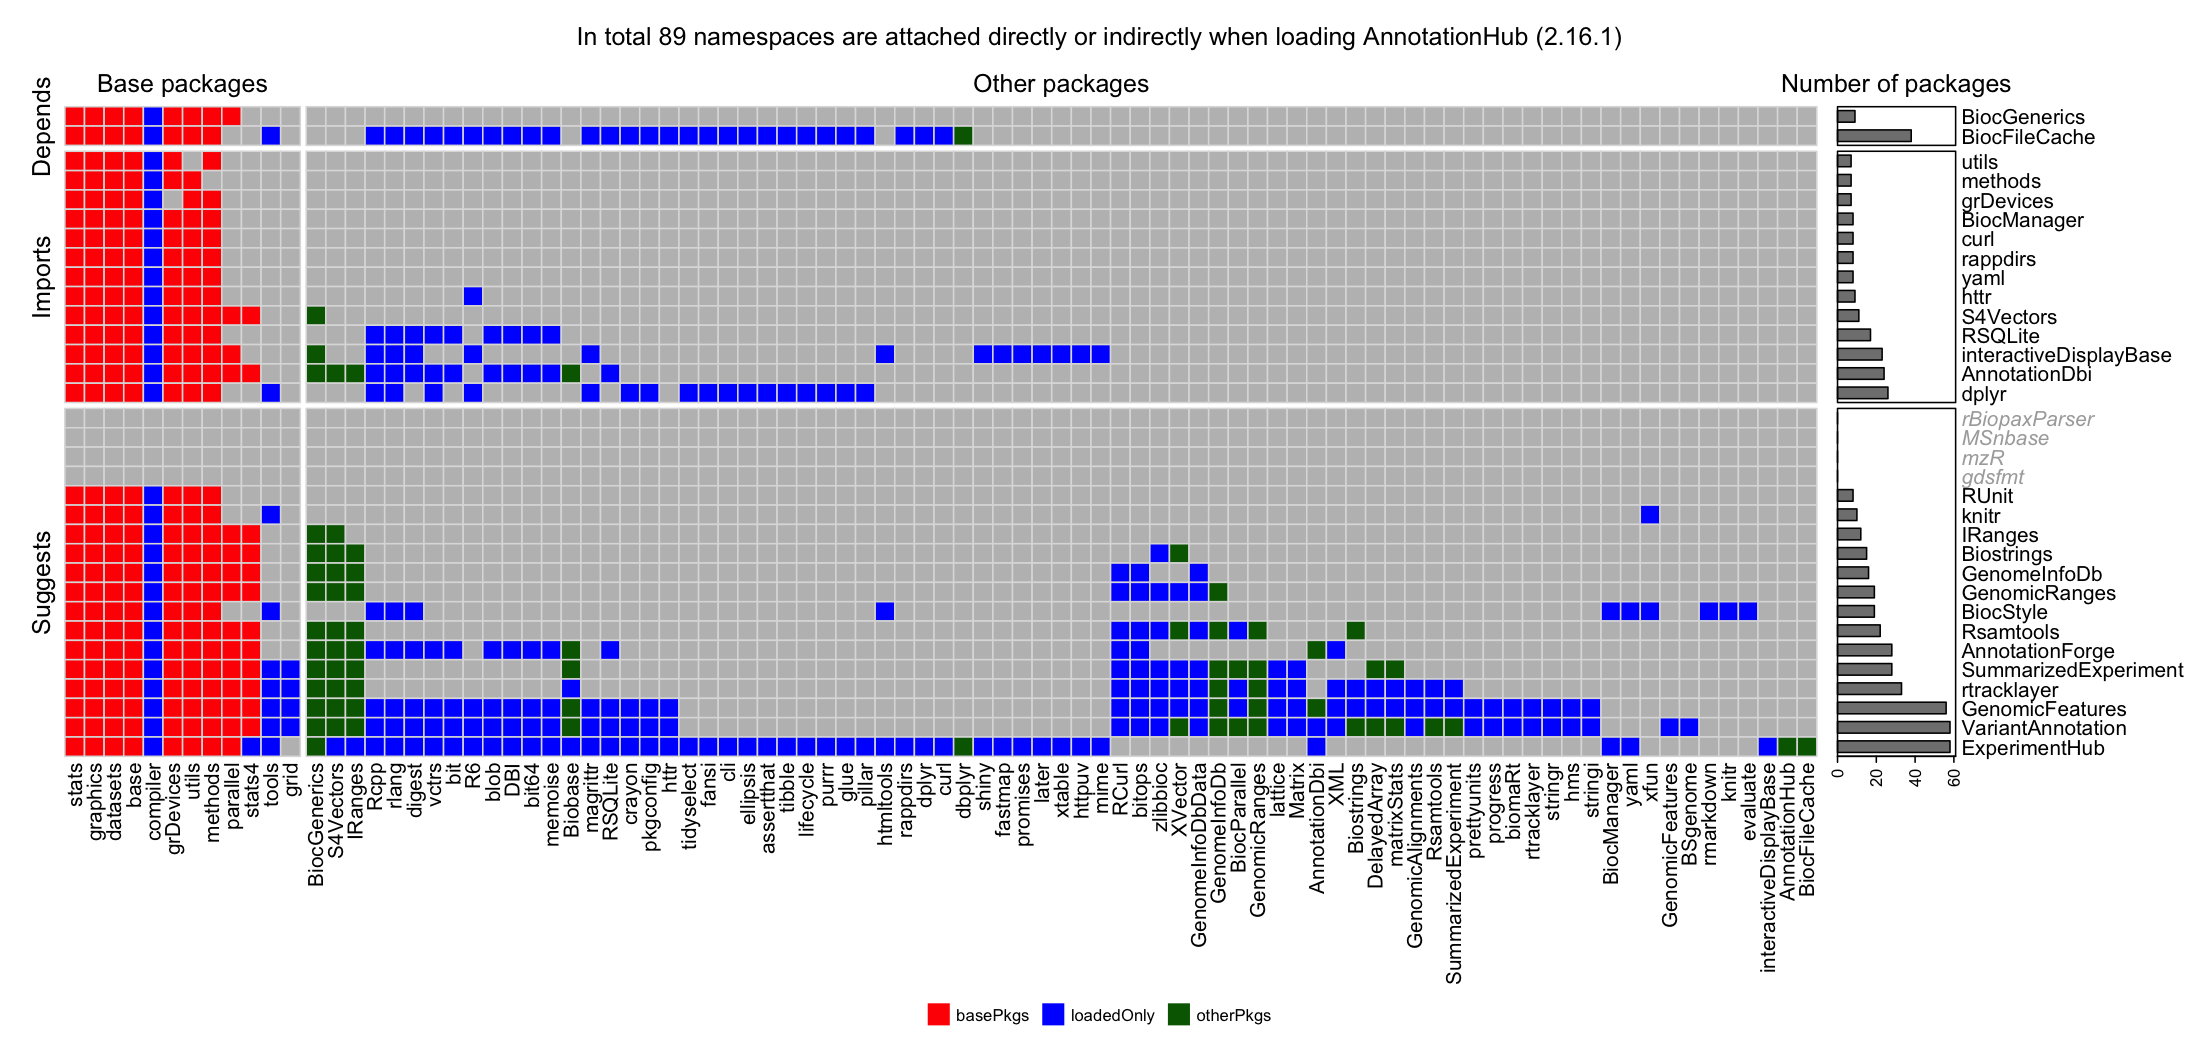 In total 89 namespaces are attached directly or indirectly when loading AnnotationHub (2.16.1)
Base packages
Other packages
Number of packages
Depends
BiocGenerics
BiocFileCache
Imports
utils
methods
grDevices
BiocManager
curl
rappdirs
yaml
httr
S4Vectors
RSQLite
interactiveDisplayBase
AnnotationDbi
dplyr
Suggests
rBiopaxParser
MSnbase
mzR
gdsfmt
RUnit
knitr
IRanges
Biostrings
GenomeInfoDb
GenomicRanges
BiocStyle
Rsamtools
AnnotationForge
SummarizedExperiment
rtracklayer
GenomicFeatures
VariantAnnotation
ExperimentHub
stats
graphics
datasets
base
compiler
grDevices
utils
methods
parallel
stats4
tools
grid
BiocGenerics
S4Vectors
IRanges
Rcpp
rlang
digest
vctrs
bit
R6
blob
DBI
bit64
memoise
Biobase
magrittr
RSQLite
crayon
pkgconfig
httr
tidyselect
fansi
cli
ellipsis
assertthat
tibble
lifecycle
purrr
glue
pillar
htmltools
rappdirs
dplyr
curl
dbplyr
shiny
fastmap
promises
later
xtable
httpuv
mime
RCurl
bitops
zlibbioc
XVector
GenomeInfoDbData
GenomeInfoDb
BiocParallel
GenomicRanges
lattice
Matrix
AnnotationDbi
XML
Biostrings
DelayedArray
matrixStats
GenomicAlignments
Rsamtools
SummarizedExperiment
prettyunits
progress
biomaRt
rtracklayer
stringr
hms
stringi
BiocManager
yaml
xfun
GenomicFeatures
BSgenome
rmarkdown
knitr
evaluate
interactiveDisplayBase
AnnotationHub
BiocFileCache
0
20
40
60
basePkgs
loadedOnly
otherPkgs